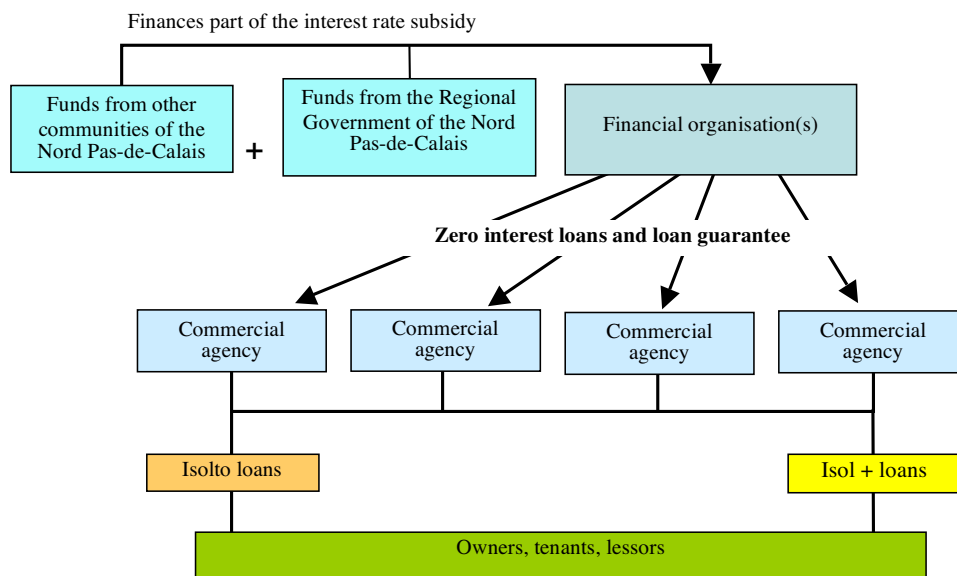 Finances part of the interest rate subsidy
Funds from other
communities of the
Nord Pas-de-Calais
+
Funds from the Regional
Government of the Nord
Pas-de-Calais
Financial organisation(s)
Zero interest loans and loan guarantee
Commercial
agency
Commercial
agency
Commercial
agency
Commercial
agency
Isolto loans
Isol + loans
Owners, tenants, lessors